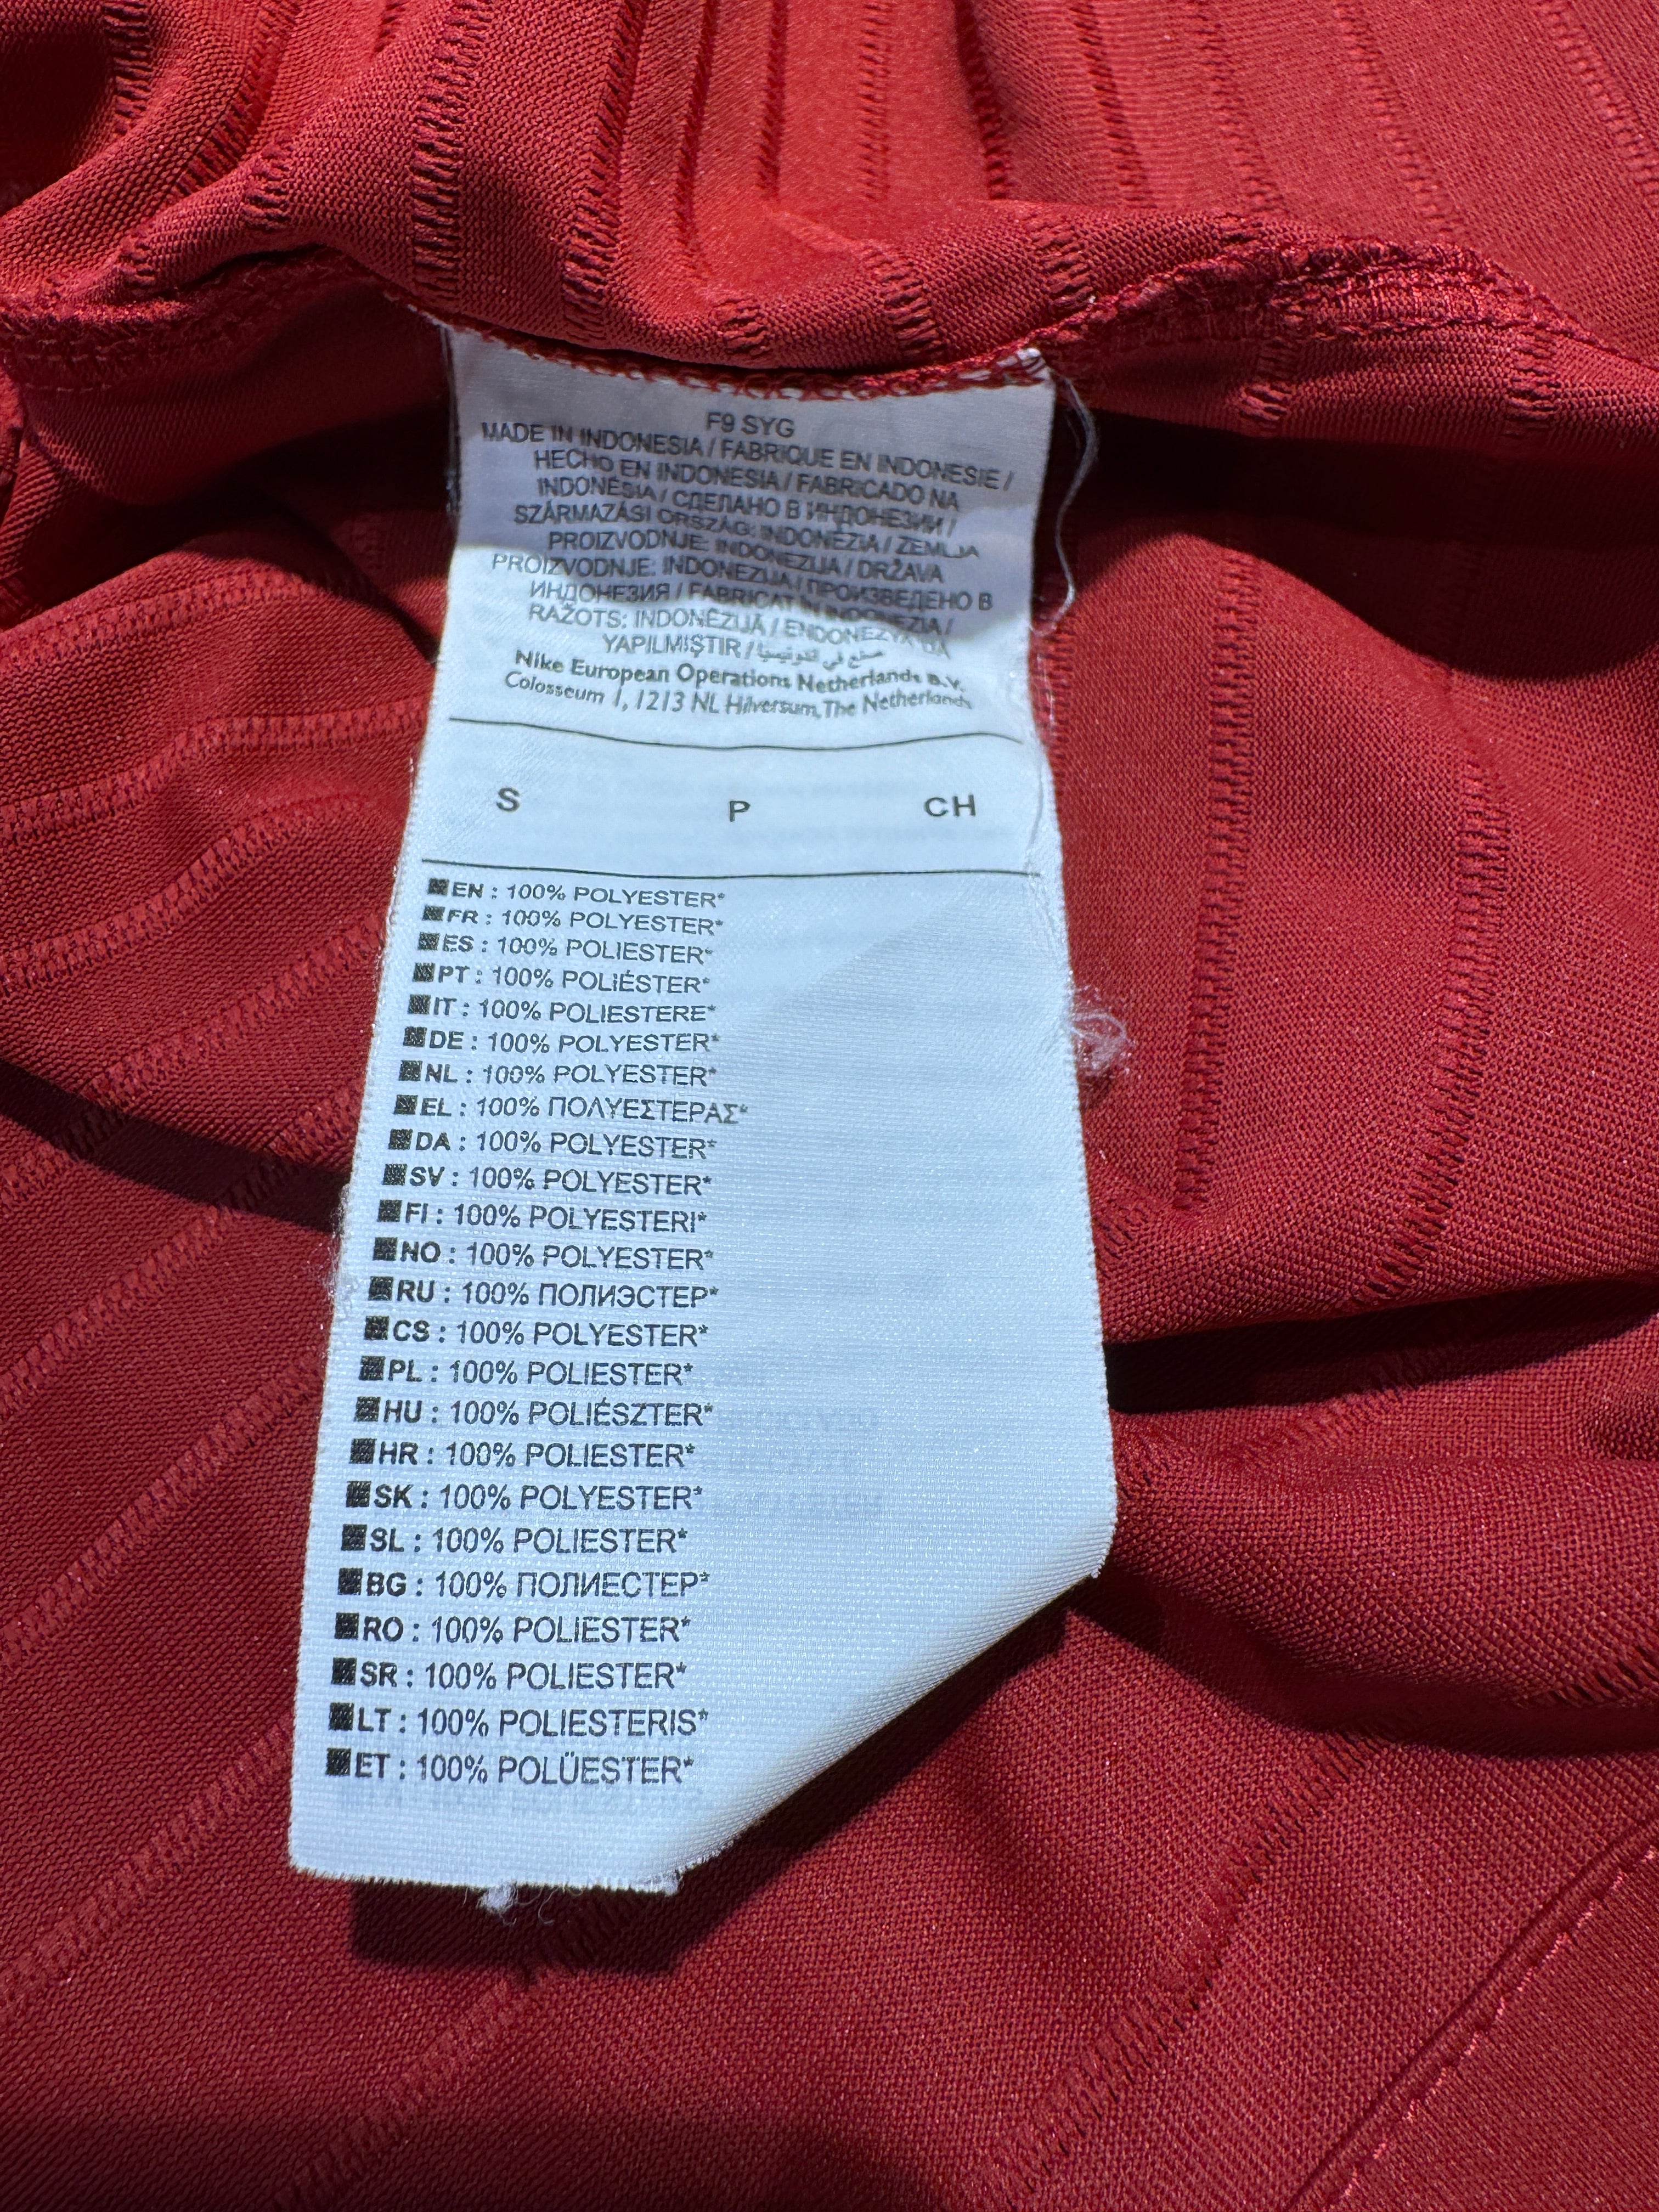 F9 SYG
MADE IN INDONESIA / FABRIQUE EN INDONESIE /
HECHO EN INDONESIA / FABRICADO NA
INDONÉSIA / СДЕЛАНО В ИНДОНЕЗИИ /
SZÁRMAZÁSI ORSZÁG: INDONÉZIA / ZEMLJA
PROIZVODNJE: INDONEZIJA / DRŽAVA
PROIZVODNJE: INDONEZIJA / ПРОИЗВЕДЕНО В
ИНДОНЕЗИЯ / FABRICAT IN INDONEZIA /
RAŽOTS: INDONĒZIJĀ / ENDONEZYA'DA
YAPILMIŞTIR / صنع في اندونيسيا
Nike European Operations Netherlands B.V.
Colosseum 1, 1213 NL Hilversum, The Netherlands
S P CH
EN : 100% POLYESTER*
FR : 100% POLYESTER*
ES : 100% POLIESTER*
PT : 100% POLIÉSTER*
IT : 100% POLIESTERE*
DE : 100% POLYESTER*
NL : 100% POLYESTER*
EL : 100% ΠΟΛΥΕΣΤΕΡΑΣ*
DA : 100% POLYESTER*
SV : 100% POLYESTER*
FI : 100% POLYESTERI*
NO : 100% POLYESTER*
RU : 100% ПОЛИЭСТЕР*
CS : 100% POLYESTER*
PL : 100% POLIESTER*
HU : 100% POLIÉSZTER*
HR : 100% POLIESTER*
SK : 100% POLYESTER*
SL : 100% POLIESTER*
BG : 100% ПОЛИЕСТЕР*
RO : 100% POLIESTER*
SR : 100% POLIESTER*
LT : 100% POLIESTERIS*
ET : 100% POLÜESTER*